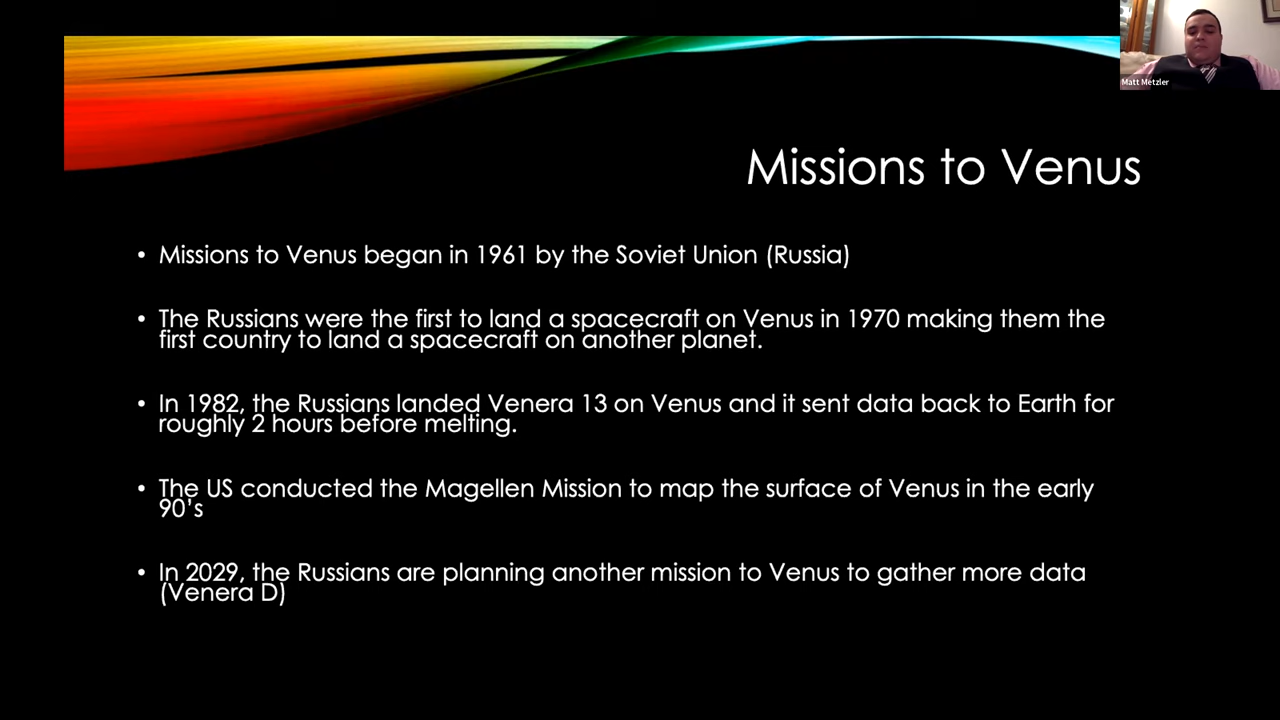 Matt Metzler
Missions to Venus
• Missions to Venus began in 1961 by the Soviet Union (Russia)
• The Russians were the first to land a spacecraft on Venus in 1970 making them the
first country to land a spacecraft on another planet.
• In 1982, the Russians landed Venera 13 on Venus and it sent data back to Earth for
roughly 2 hours before melting.
• The US conducted the Magellen Mission to map the surface of Venus in the early
90’s
• In 2029, the Russians are planning another mission to Venus to gather more data
(Venera D)